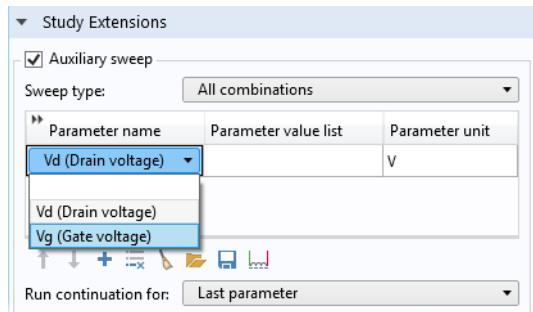 Study Extensions
Auxiliary sweep
Sweep type: All combinations
Parameter name Parameter value list Parameter unit
Vd (Drain voltage) V
Vd (Drain voltage)
Vg (Gate voltage)
Run continuation for: Last parameter